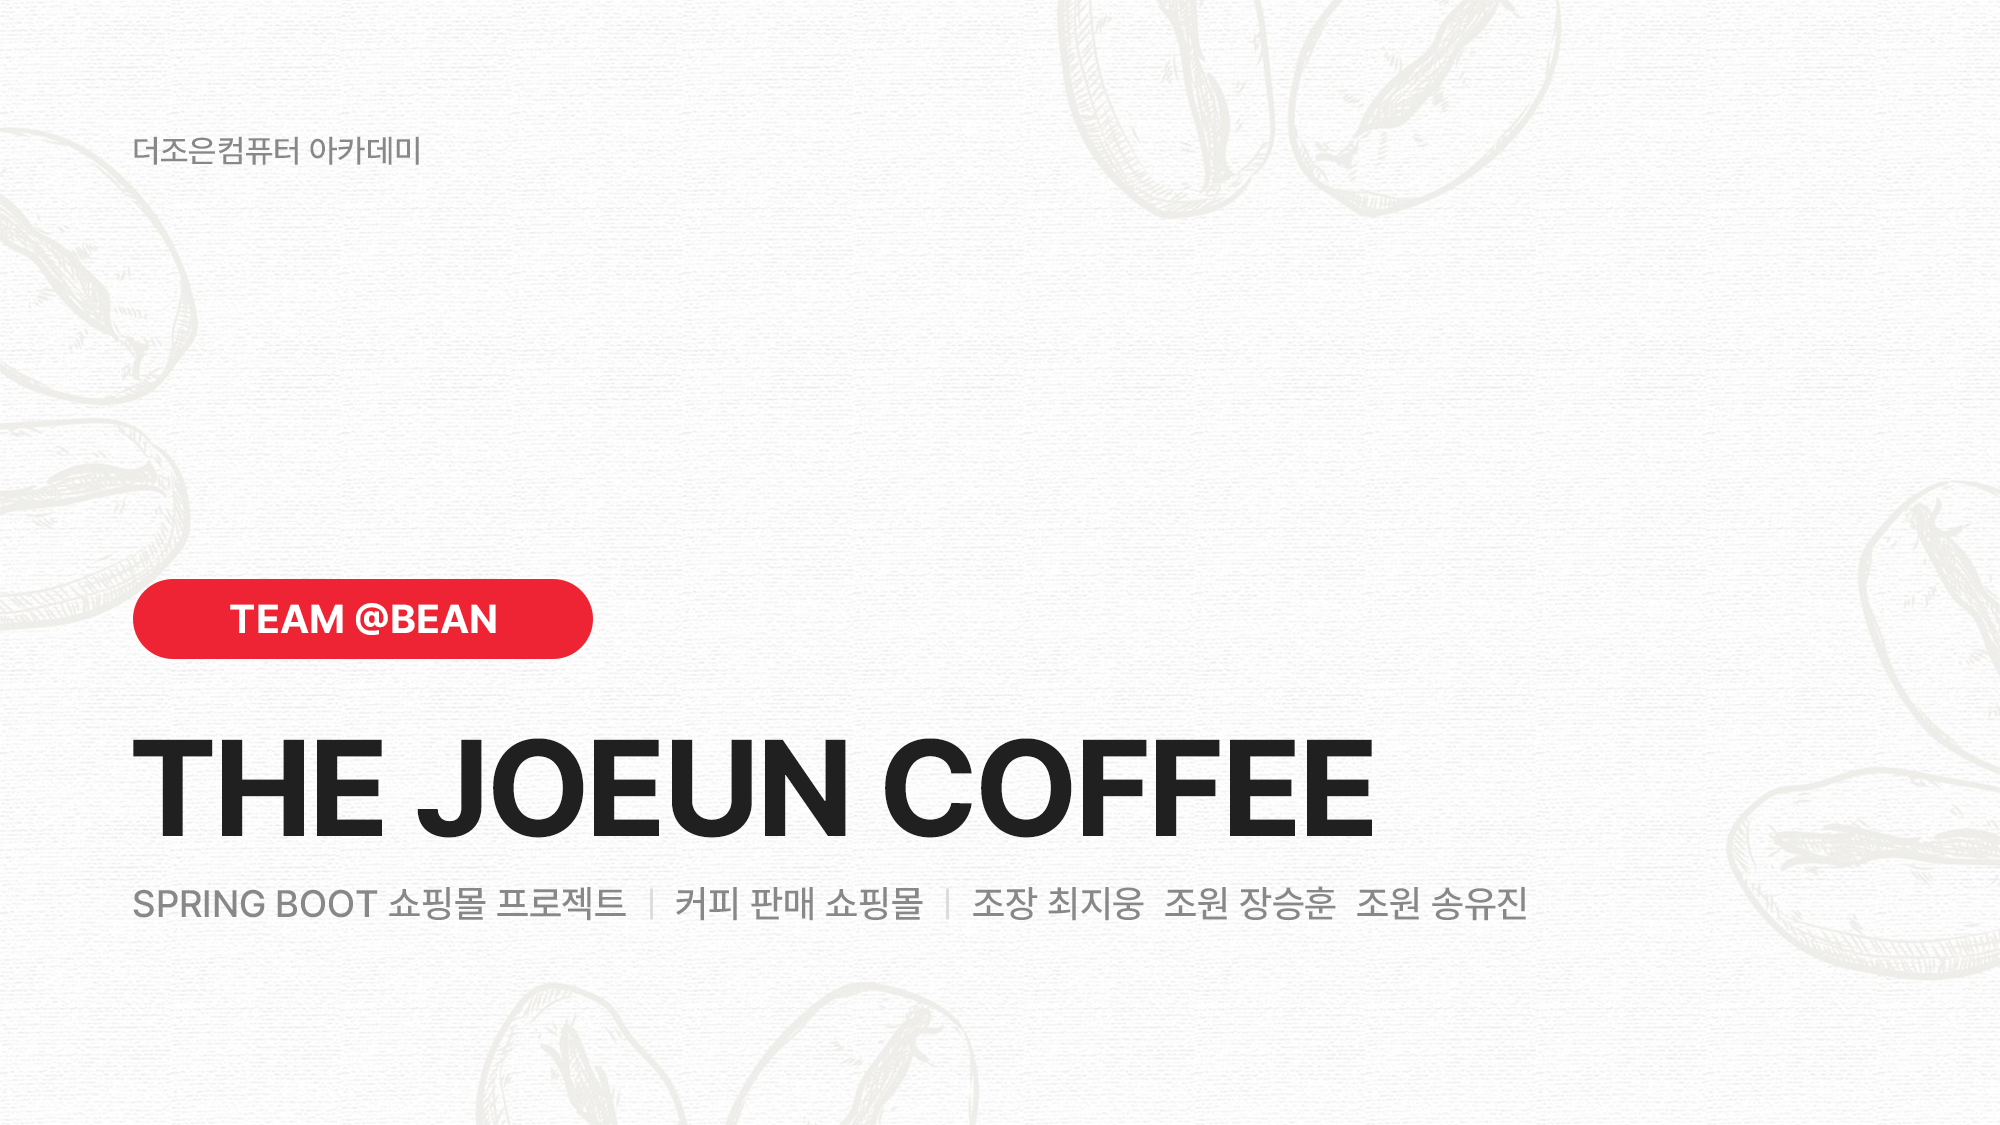 더조은컴퓨터 아카데미
TEAM @BEAN
THE JOEUN COFFEE
SPRING BOOT 쇼핑몰 프로젝트 | 커피 판매 쇼핑몰 | 조장 최지웅 조원 장승훈 조원 송유진